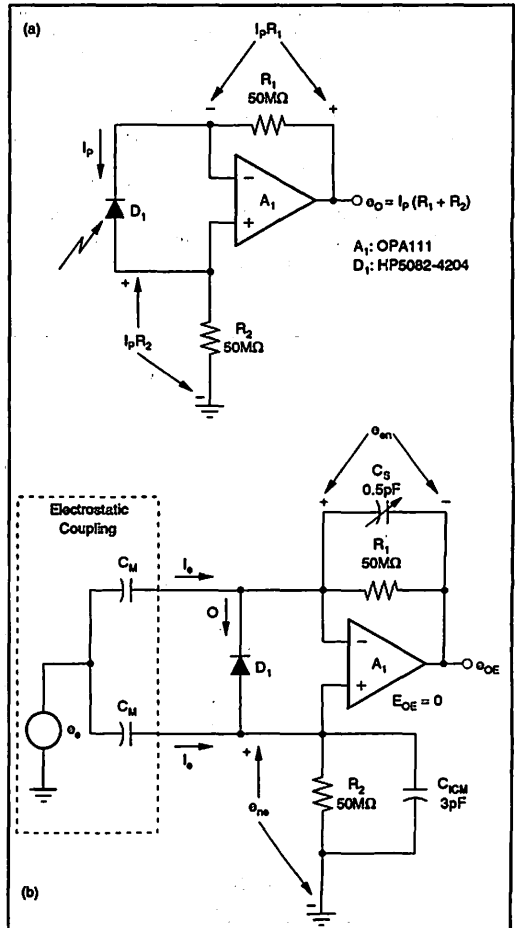 (a)
IpR1
R1
50MΩ
− +
Ip
D1
−
A1
+
eO = Ip (R1 + R2)
A1: OPA111
D1: HP5082-4204
+
IpR2
R2
50MΩ
−
een
+ −
CS
0.5pF
Electrostatic
Coupling
R1
50MΩ
CM
Ie
O
D1
−
A1
+
eOE
EOE = 0
ee
CM
Ie
+
ene
R2
50MΩ
CICM
3pF
−
(b)